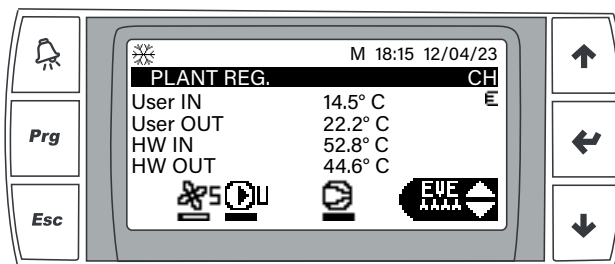 M 18:15 12/04/23
PLANT REG. CH
User IN 14.5° C E
User OUT 22.2° C
HW IN 52.8° C
HW OUT 44.6° C
S U EVE
Prg
Esc